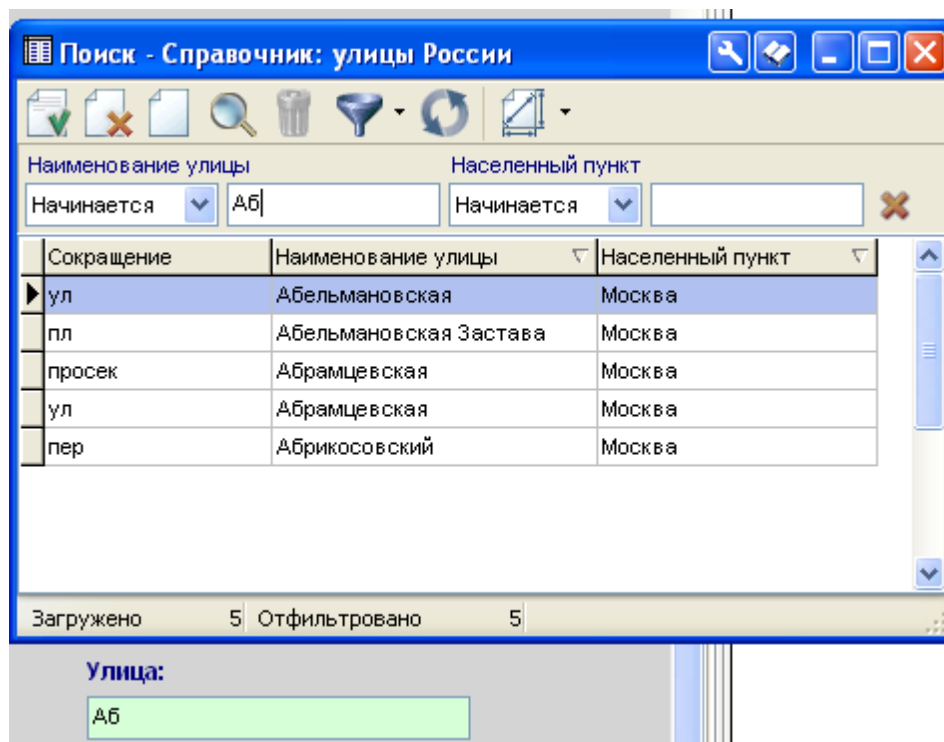 Поиск - Справочник: улицы России
Наименование улицы Населенный пункт
Начинается Аб Начинается
Сокращение Наименование улицы Населенный пункт
ул Абельмановская Москва
пл Абельмановская Застава Москва
просек Абрамцевская Москва
ул Абрамцевская Москва
пер Абрикосовский Москва
Загружено 5 Отфильтровано 5
Улица:
Аб